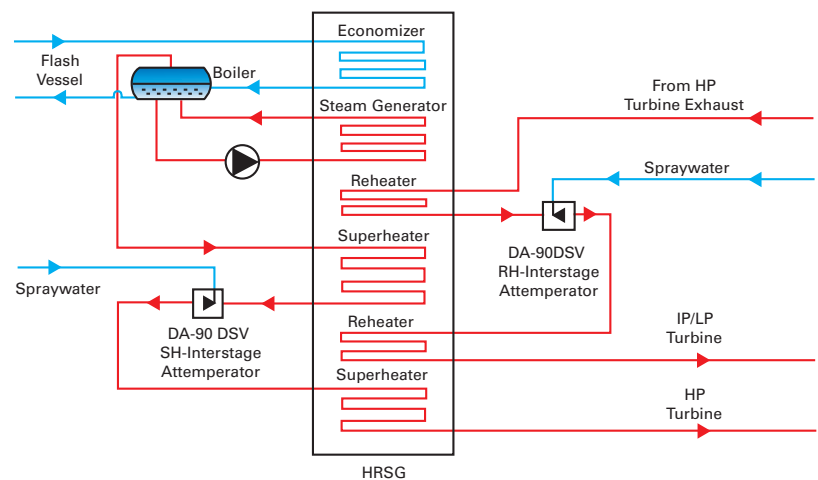 Economizer
Flash
Vessel
Boiler
From HP
Turbine Exhaust
Steam Generator
Spraywater
Reheater
Superheater
DA-90DSV
RH-Interstage
Attemperator
Spraywater
DA-90 DSV
SH-Interstage
Attemperator
Reheater
IP/LP
Turbine
Superheater
HP
Turbine
HRSG